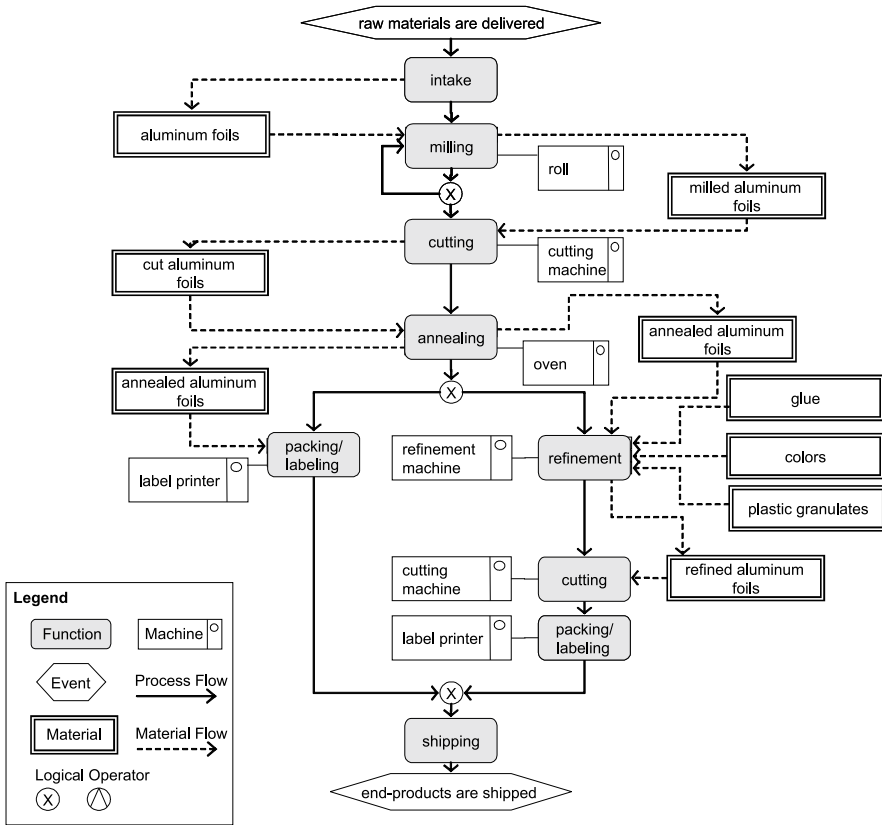 raw materials are delivered
intake
aluminum foils
milling
roll
milled aluminum
foils
X
cutting
cutting
machine
cut aluminum
foils
annealing
oven
annealed aluminum
foils
annealed aluminum
foils
X
glue
packing/
labeling
label printer
refinement
machine
refinement
colors
plastic granulates
cutting
machine
cutting
refined aluminum
foils
label printer
packing/
labeling
X
shipping
end-products are shipped
Legend
Function
Machine
Event
Process Flow
Material
Material Flow
Logical Operator
X